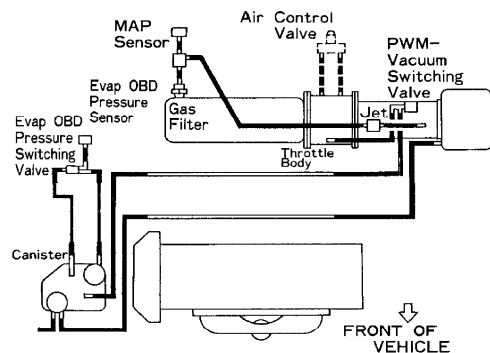 MAP
Sensor
Air Control
Valve
PWM-
Vacuum
Switching
Valve
Evap OBD
Pressure
Sensor
Gas
Filter
Jet
Evap OBD
Pressure
Switching
Valve
Throttle
Body
Canister
FRONT OF
VEHICLE